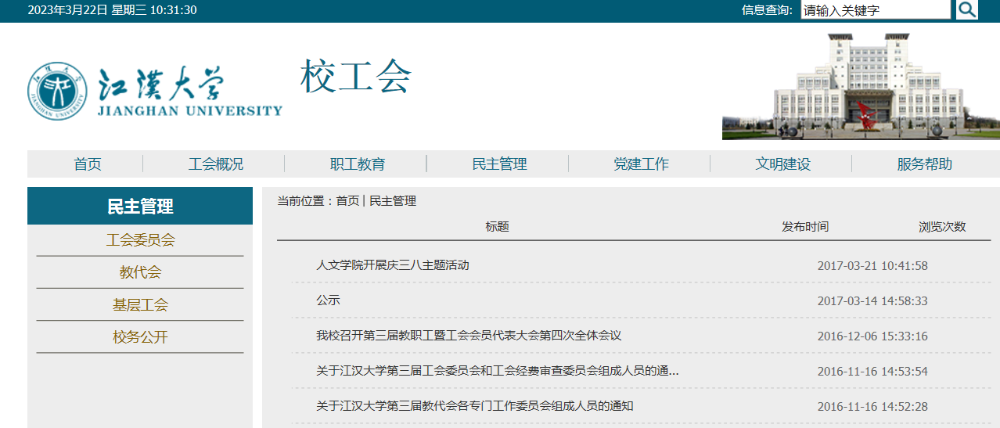 2023年3月22日 星期三 10:31:30 信息查询: 请输入关键字
江漢大学 校工会
JIANGHAN UNIVERSITY
首页 工会概况 职工教育 民主管理 党建工作 文明建设 服务帮助
民主管理
工会委员会
教代会
基层工会
校务公开
当前位置：首页 | 民主管理
标题 发布时间 浏览次数
人文学院开展庆三八主题活动 2017-03-21 10:41:58
公示 2017-03-14 14:58:33
我校召开第三届教职工暨工会会员代表大会第四次全体会议 2016-12-06 15:33:16
关于江汉大学第三届工会委员会和工会经费审查委员会组成人员的通... 2016-11-16 14:53:54
关于江汉大学第三届教代会各专门工作委员会组成人员的通知 2016-11-16 14:52:28